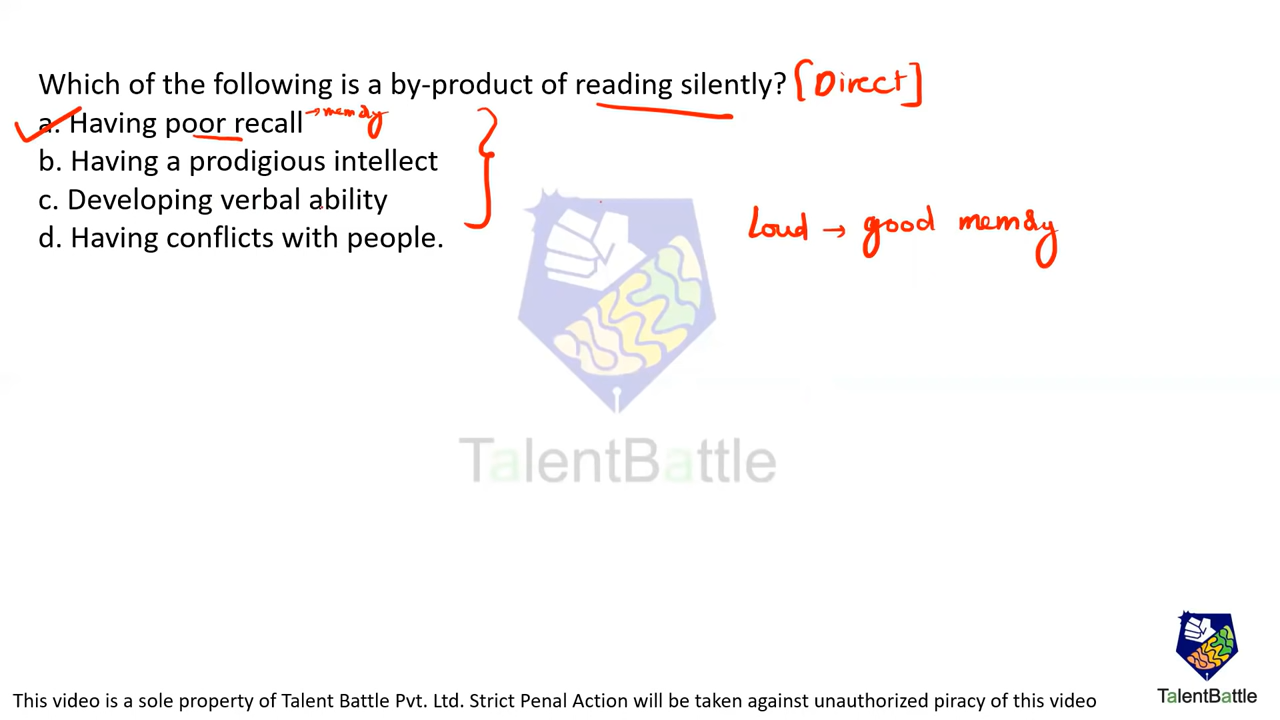 Which of the following is a by-product of reading silently? [Direct]
a. Having poor recall → memory
b. Having a prodigious intellect
c. Developing verbal ability
d. Having conflicts with people.
Loud → good memory
TalentBattle
TalentBattle
This video is a sole property of Talent Battle Pvt. Ltd. Strict Penal Action will be taken against unauthorized piracy of this video